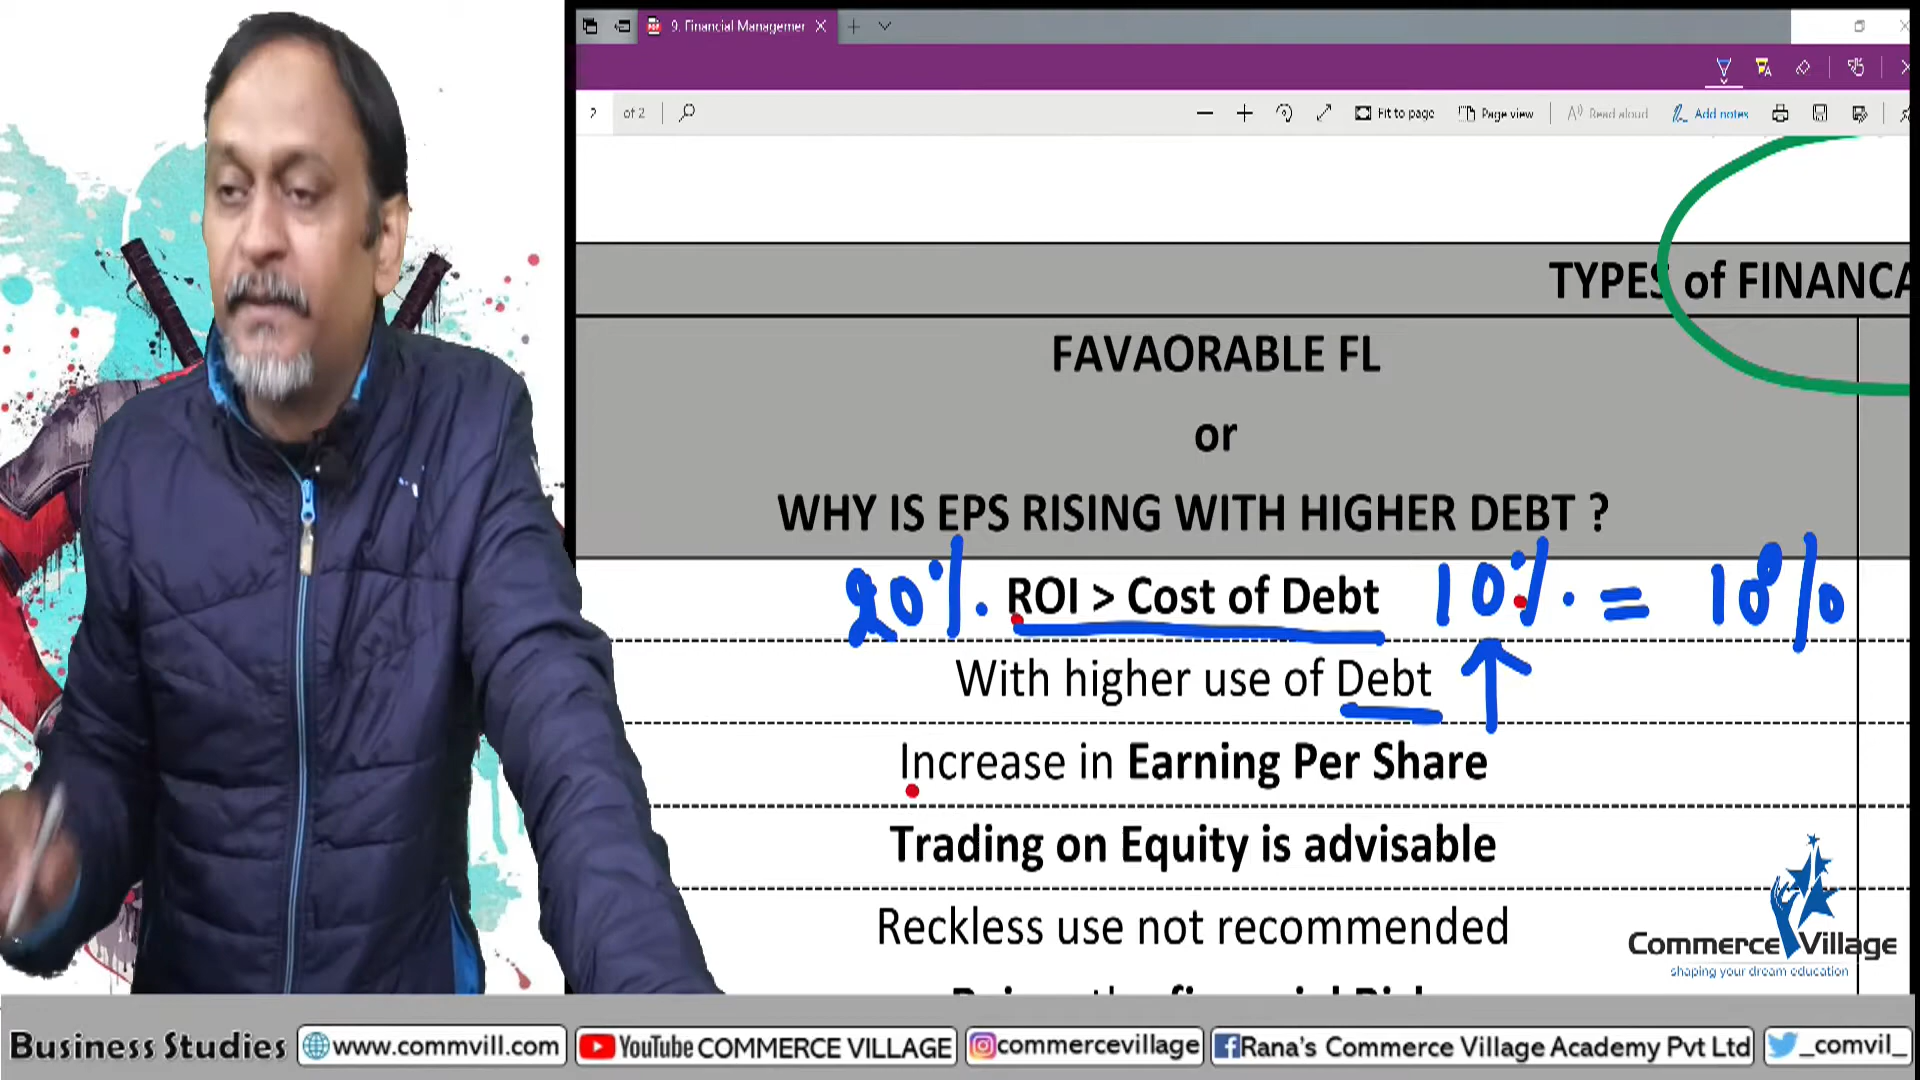 9. Financial Managemer
2 of 2
Fit to page
Page view
Read aloud
Add notes
TYPES of FINANCA
FAVAORABLE FL
or
WHY IS EPS RISING WITH HIGHER DEBT ?
20%. ROI > Cost of Debt 10%. = 10%
With higher use of Debt
Increase in Earning Per Share
Trading on Equity is advisable
Reckless use not recommended
Commerce Village
shaping your dream education
Business Studies
www.commvill.com
YouTube COMMERCE VILLAGE
commercevillage
Rana's Commerce Village Academy Pvt Ltd
_comvil_